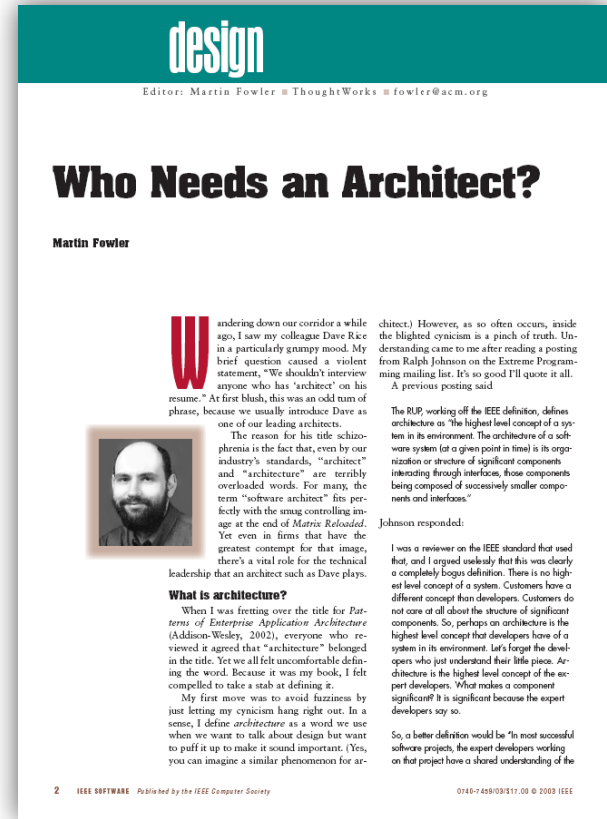 design
Editor: Martin Fowler ■ ThoughtWorks ■ fowler@acm.org
Who Needs an Architect?
Martin Fowler
Wandering down our corridor a while
ago, I saw my colleague Dave Rice
in a particularly grumpy mood. My
brief question caused a violent
statement, “We shouldn’t interview
anyone who has ‘architect’ on his
resume.” At first blush, this was an odd turn of
phrase, because we usually introduce Dave as
one of our leading architects.
The reason for his title schizo-
phrenia is the fact that, even by our
industry’s standards, “architect”
and “architecture” are terribly
overloaded words. For many, the
term “software architect” fits per-
fectly with the smug controlling im-
age at the end of Matrix Reloaded.
Yet even in firms that have the
greatest contempt for that image,
there’s a vital role for the technical
leadership that an architect such as Dave plays.
What is architecture?
When I was fretting over the title for Pat-
terns of Enterprise Application Architecture
(Addison-Wesley, 2002), everyone who re-
viewed it agreed that “architecture” belonged
in the title. Yet we all felt uncomfortable defin-
ing the word. Because it was my book, I felt
compelled to take a stab at defining it.
My first move was to avoid fuzziness by
just letting my cynicism hang right out. In a
sense, I define architecture as a word we use
when we want to talk about design but want
to puff it up to make it sound important. (Yes,
you can imagine a similar phenomenon for ar-
chitect.) However, as so often occurs, inside
the blighted cynicism is a pinch of truth. Un-
derstanding came to me after reading a posting
from Ralph Johnson on the Extreme Program-
ming mailing list. It’s so good I’ll quote it all.
A previous posting said
The RUP, working off the IEEE definition, defines
architecture as “the highest level concept of a sys-
tem in its environment. The architecture of a soft-
ware system (at a given point in time) is its orga-
nization or structure of significant components
interacting through interfaces, those components
being composed of successively smaller compo-
nents and interfaces.”
Johnson responded:
I was a reviewer on the IEEE standard that used
that, and I argued uselessly that this was clearly
a completely bogus definition. There is no high-
est level concept of a system. Customers have a
different concept than developers. Customers do
not care at all about the structure of significant
components. So, perhaps an architecture is the
highest level concept that developers have of a
system in its environment. Let’s forget the devel-
opers who just understand their little piece. Ar-
chitecture is the highest level concept of the ex-
pert developers. What makes a component
significant? It is significant because the expert
developers say so.
So, a better definition would be “In most successful
software projects, the expert developers working
on that project have a shared understanding of the
2 IEEE SOFTWARE Published by the IEEE Computer Society
0740-7459/03/$17.00 © 2003 IEEE